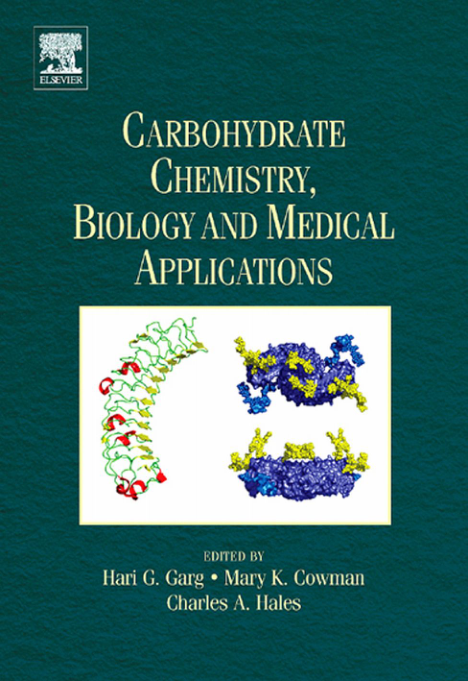 ELSEVIER
CARBOHYDRATE
CHEMISTRY,
BIOLOGY AND MEDICAL
APPLICATIONS
EDITED BY
Hari G. Garg • Mary K. Cowman
Charles A. Hales